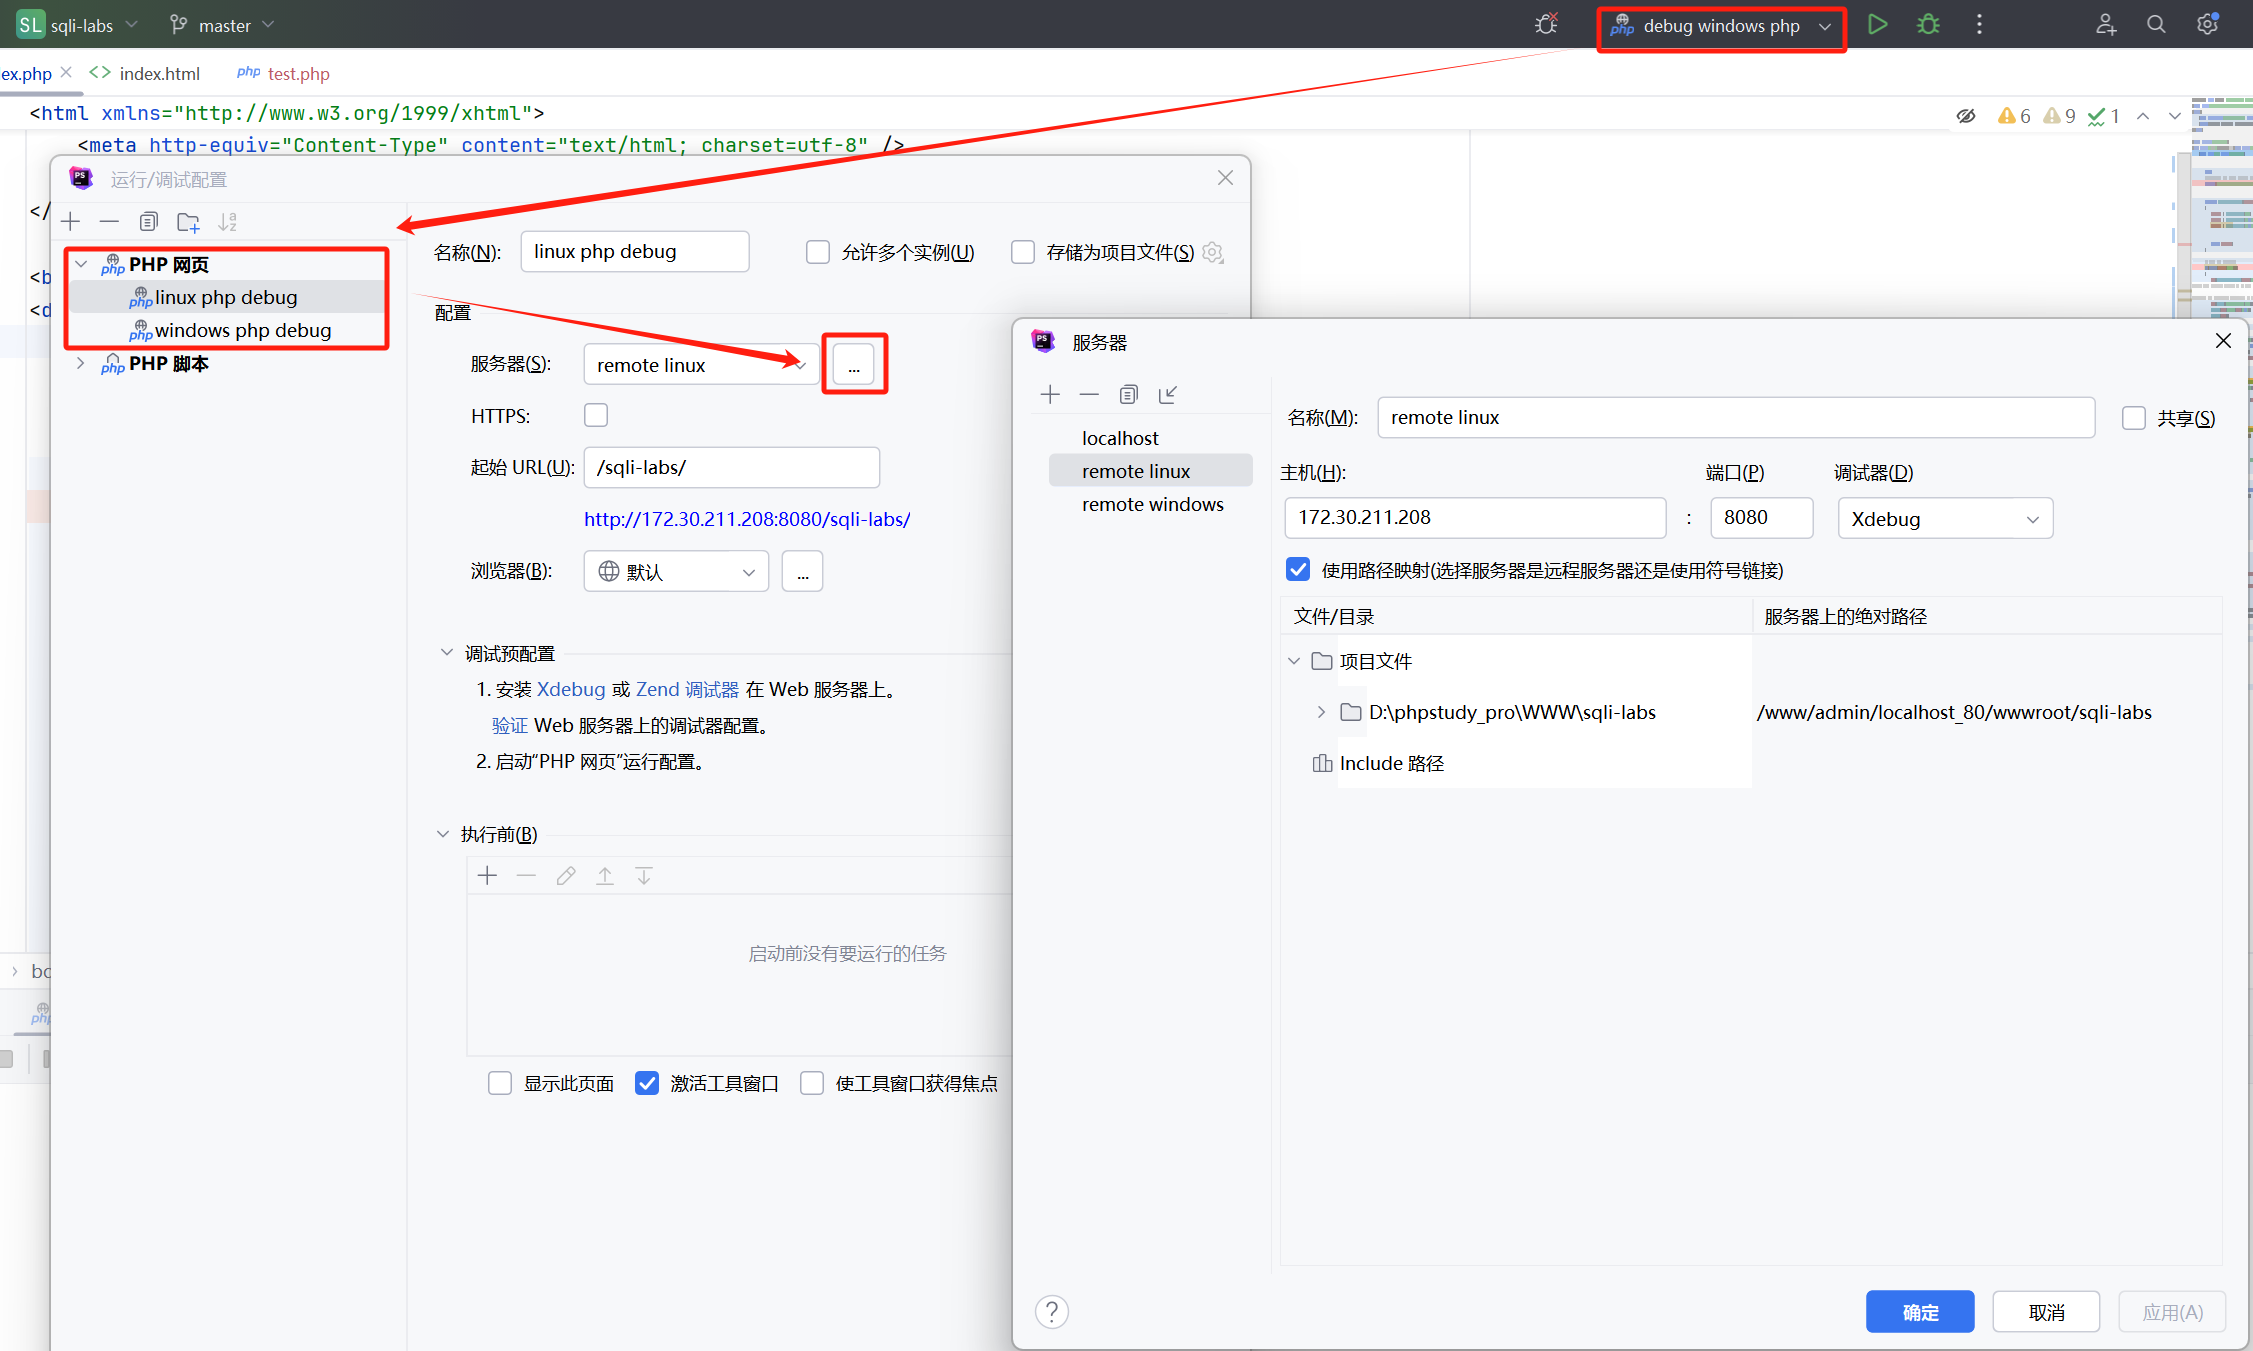 SL sqli-labs master debug windows php
ex.php index.html php test.php
<html xmlns="http://www.w3.org/1999/xhtml">
6 9 1
<meta http-equiv="Content-Type" content="text/html; charset=utf-8" />
运行/调试配置
</
<b
<d
PHP 网页
linux php debug
windows php debug
PHP 脚本
名称(N): linux php debug 允许多个实例(U) 存储为项目文件(S)
配置
服务器(S): remote linux ...
HTTPS:
起始 URL(U): /sqli-labs/
http://172.30.211.208:8080/sqli-labs/
浏览器(B): 默认 ...
调试预配置
1. 安装 Xdebug 或 Zend 调试器 在 Web 服务器上。
验证 Web 服务器上的调试器配置。
2. 启动“PHP 网页”运行配置。
执行前(B)
启动前没有要运行的任务
显示此页面 激活工具窗口 使工具窗口获得焦点
服务器
localhost
remote linux
remote windows
名称(M): remote linux 共享(S)
主机(H): 端口(P) 调试器(D)
172.30.211.208 : 8080 Xdebug
使用路径映射(选择服务器是远程服务器还是使用符号链接)
文件/目录 服务器上的绝对路径
项目文件
D:\phpstudy_pro\WWW\sqli-labs /www/admin/localhost_80/wwwroot/sqli-labs
Include 路径
? 确定 取消 应用(A)